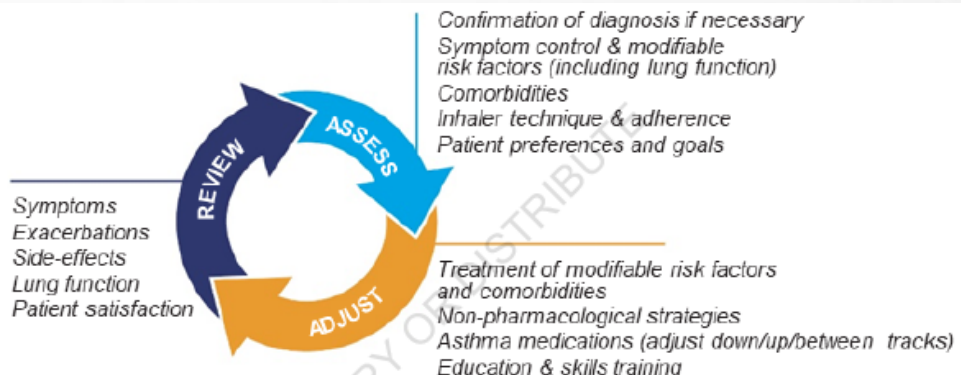 Confirmation of diagnosis if necessary
Symptom control & modifiable
risk factors (including lung function)
Comorbidities
Inhaler technique & adherence
Patient preferences and goals
REVIEW
ASSESS
ADJUST
Symptoms
Exacerbations
Side-effects
Lung function
Patient satisfaction
Treatment of modifiable risk factors
and comorbidities
Non-pharmacological strategies
Asthma medications (adjust down/up/between tracks)
Education & skills training
OR DISTRIBUTE